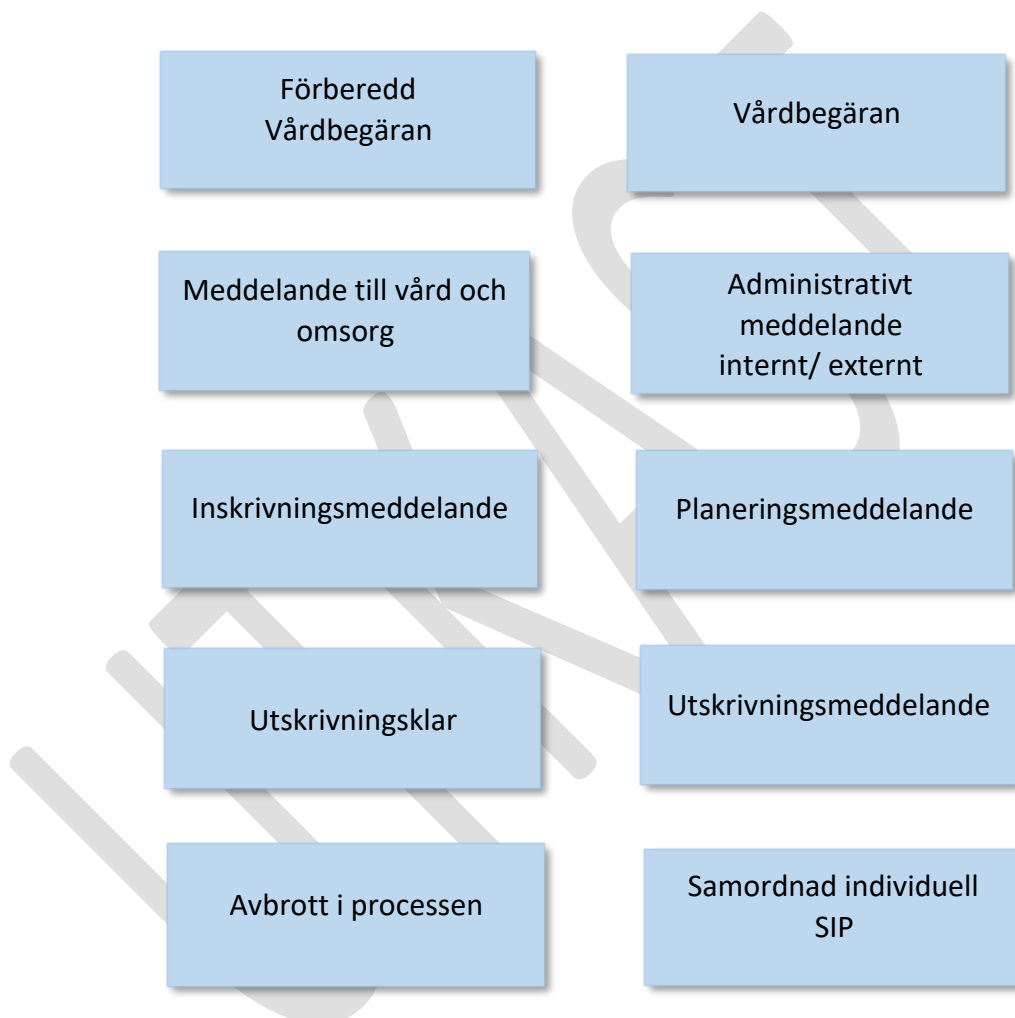 Förberedd
Vårdbegäran
Vårdbegäran
Meddelande till vård och
omsorg
Administrativt
meddelande
internt/ externt
Inskrivningsmeddelande
Planeringsmeddelande
Utskrivningsklar
Utskrivningsmeddelande
Avbrott i processen
Samordnad individuell
SIP
UTKAST